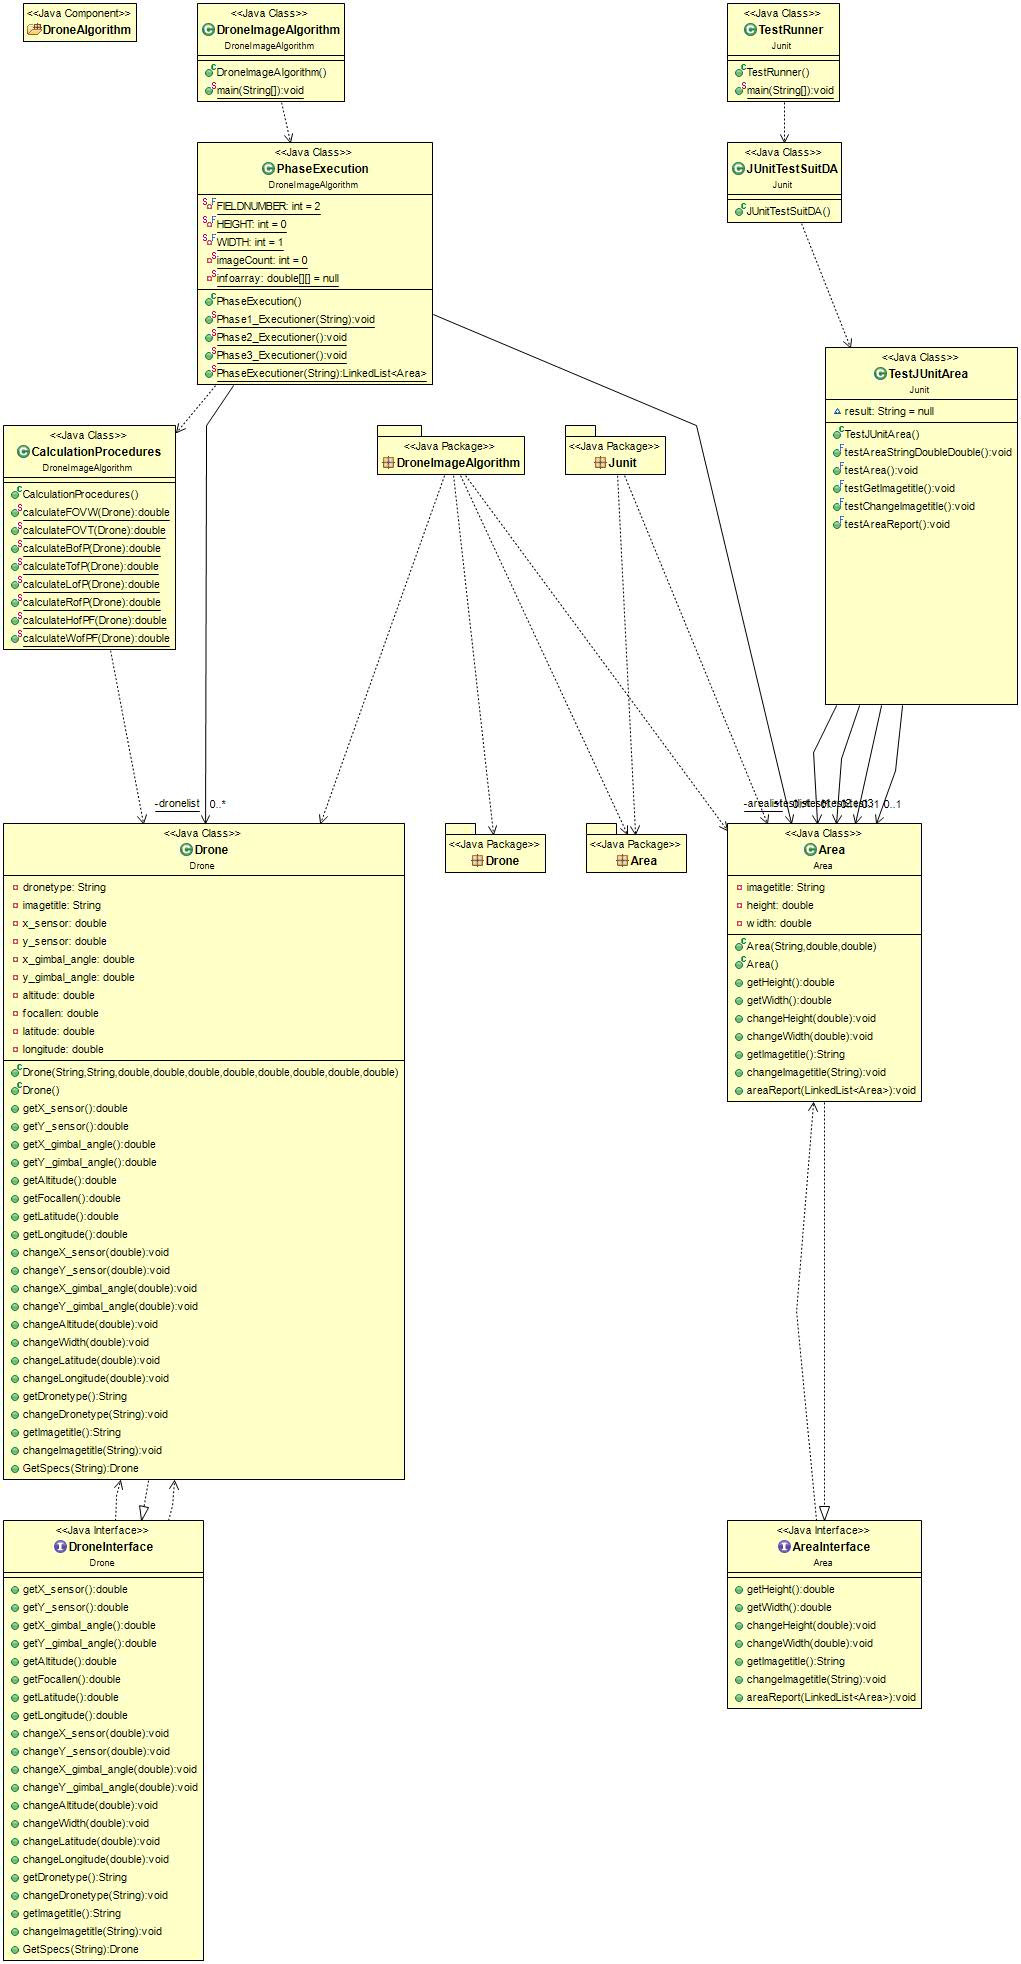 <<Java Component>>
DroneAlgorithm
<<Java Class>>
DroneImageAlgorithm
DroneImageAlgorithm
DroneImageAlgorithm()
main(String[]):void
<<Java Class>>
TestRunner
Junit
TestRunner()
main(String[]):void
<<Java Class>>
PhaseExecution
DroneImageAlgorithm
FIELDNUMBER: int = 2
HEIGHT: int = 0
WIDTH: int = 1
imageCount: int = 0
infoarray: double[][] = null
PhaseExecution()
Phase1_Executioner(String):void
Phase2_Executioner():void
Phase3_Executioner():void
PhaseExecutioner(String):LinkedList<Area>
<<Java Class>>
JUnitTestSuitDA
Junit
JUnitTestSuitDA()
<<Java Class>>
TestJUnitArea
Junit
result: String = null
TestJUnitArea()
testAreaStringDoubleDouble():void
testArea():void
testGetImagetitle():void
testChangeImagetitle():void
testAreaReport():void
<<Java Class>>
CalculationProcedures
DroneImageAlgorithm
CalculationProcedures()
calculateFOVW(Drone):double
calculateFOVT(Drone):double
calculateBofP(Drone):double
calculateTofP(Drone):double
calculateLofP(Drone):double
calculateRofP(Drone):double
calculateHofPF(Drone):double
calculateWofPF(Drone):double
<<Java Package>>
DroneImageAlgorithm
<<Java Package>>
Junit
-dronelist 0..*
0..1
<<Java Class>>
Drone
Drone
dronetype: String
imagetitle: String
x_sensor: double
y_sensor: double
x_gimbal_angle: double
y_gimbal_angle: double
altitude: double
focallen: double
latitude: double
longitude: double
Drone(String,String,double,double,double,double,double,double,double,double)
Drone()
getX_sensor():double
getY_sensor():double
getX_gimbal_angle():double
getY_gimbal_angle():double
getAltitude():double
getFocallen():double
getLatitude():double
getLongitude():double
changeX_sensor(double):void
changeY_sensor(double):void
changeX_gimbal_angle(double):void
changeY_gimbal_angle(double):void
changeAltitude(double):void
changeWidth(double):void
changeLatitude(double):void
changeLongitude(double):void
getDronetype():String
changeDronetype(String):void
getImagetitle():String
changeImagetitle(String):void
GetSpecs(String):Drone
<<Java Package>>
Drone
<<Java Package>>
Area
<<Java Class>>
Area
Area
imagetitle: String
height: double
width: double
Area(String,double,double)
Area()
getHeight():double
getWidth():double
changeHeight(double):void
changeWidth(double):void
getImagetitle():String
changeImagetitle(String):void
areaReport(LinkedList<Area>):void
<<Java Interface>>
DroneInterface
Drone
getX_sensor():double
getY_sensor():double
getX_gimbal_angle():double
getY_gimbal_angle():double
getAltitude():double
getFocallen():double
getLatitude():double
getLongitude():double
changeX_sensor(double):void
changeY_sensor(double):void
changeX_gimbal_angle(double):void
changeY_gimbal_angle(double):void
changeAltitude(double):void
changeWidth(double):void
changeLatitude(double):void
changeLongitude(double):void
getDronetype():String
changeDronetype(String):void
getImagetitle():String
changeImagetitle(String):void
GetSpecs(String):Drone
<<Java Interface>>
AreaInterface
Area
getHeight():double
getWidth():double
changeHeight(double):void
changeWidth(double):void
getImagetitle():String
changeImagetitle(String):void
areaReport(LinkedList<Area>):void